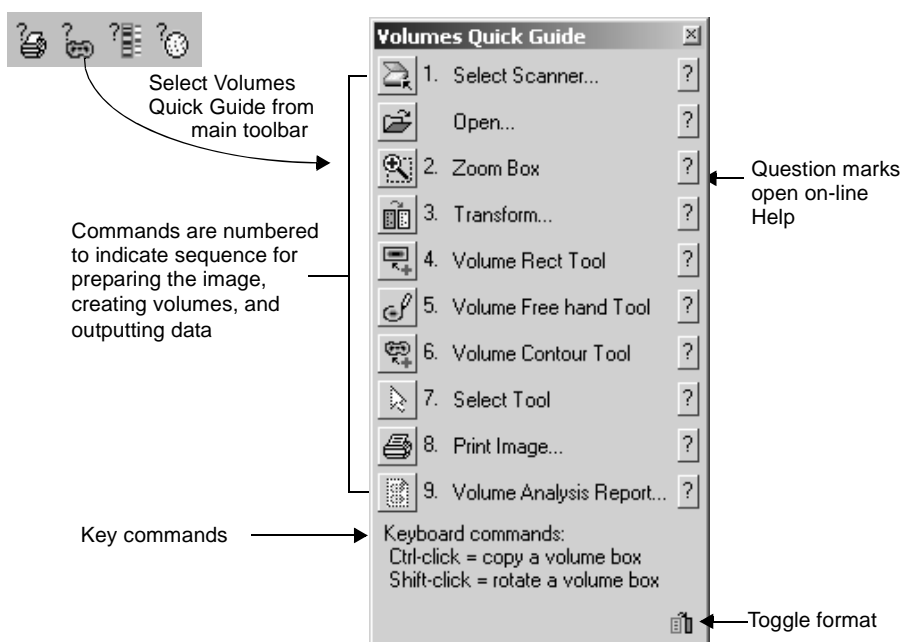 ? ? ? ?
Select Volumes
Quick Guide from
main toolbar
Commands are numbered
to indicate sequence for
preparing the image,
creating volumes, and
outputting data
Key commands
Volumes Quick Guide
1. Select Scanner... ?
Open... ?
2. Zoom Box ?
3. Transform... ?
4. Volume Rect Tool ?
5. Volume Free hand Tool ?
6. Volume Contour Tool ?
7. Select Tool ?
8. Print Image... ?
9. Volume Analysis Report... ?
Keyboard commands:
Ctrl-click = copy a volume box
Shift-click = rotate a volume box
Question marks
open on-line
Help
Toggle format